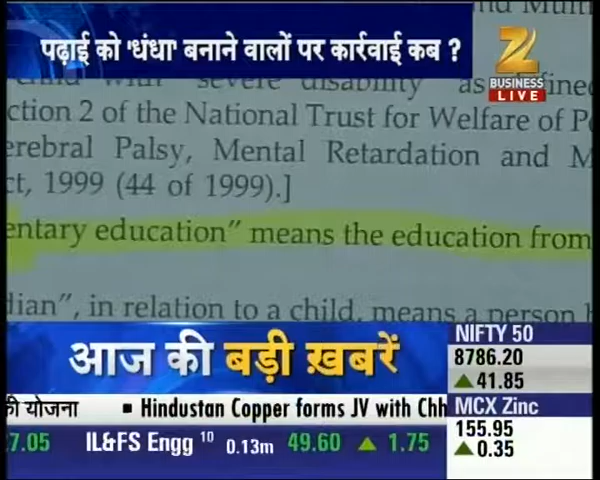 पढ़ाई को 'धंधा' बनाने वालों पर कार्रवाई कब ?
Z
BUSINESS
LIVE
with severe disability as
ction 2 of the National Trust for Welfare of
erebral Palsy, Mental Retardation and M
ct, 1999 (44 of 1999).]
entary education" means the education from
dian", in relation to a child, means a person
आज की बड़ी ख़बरें
NIFTY 50
8786.20
▲ 41.85
की योजना ▪ Hindustan Copper forms JV with Chh
MCX Zinc
155.95
▲ 0.35
7.05 IL&FS Engg 10 0.13m 49.60 ▲ 1.75